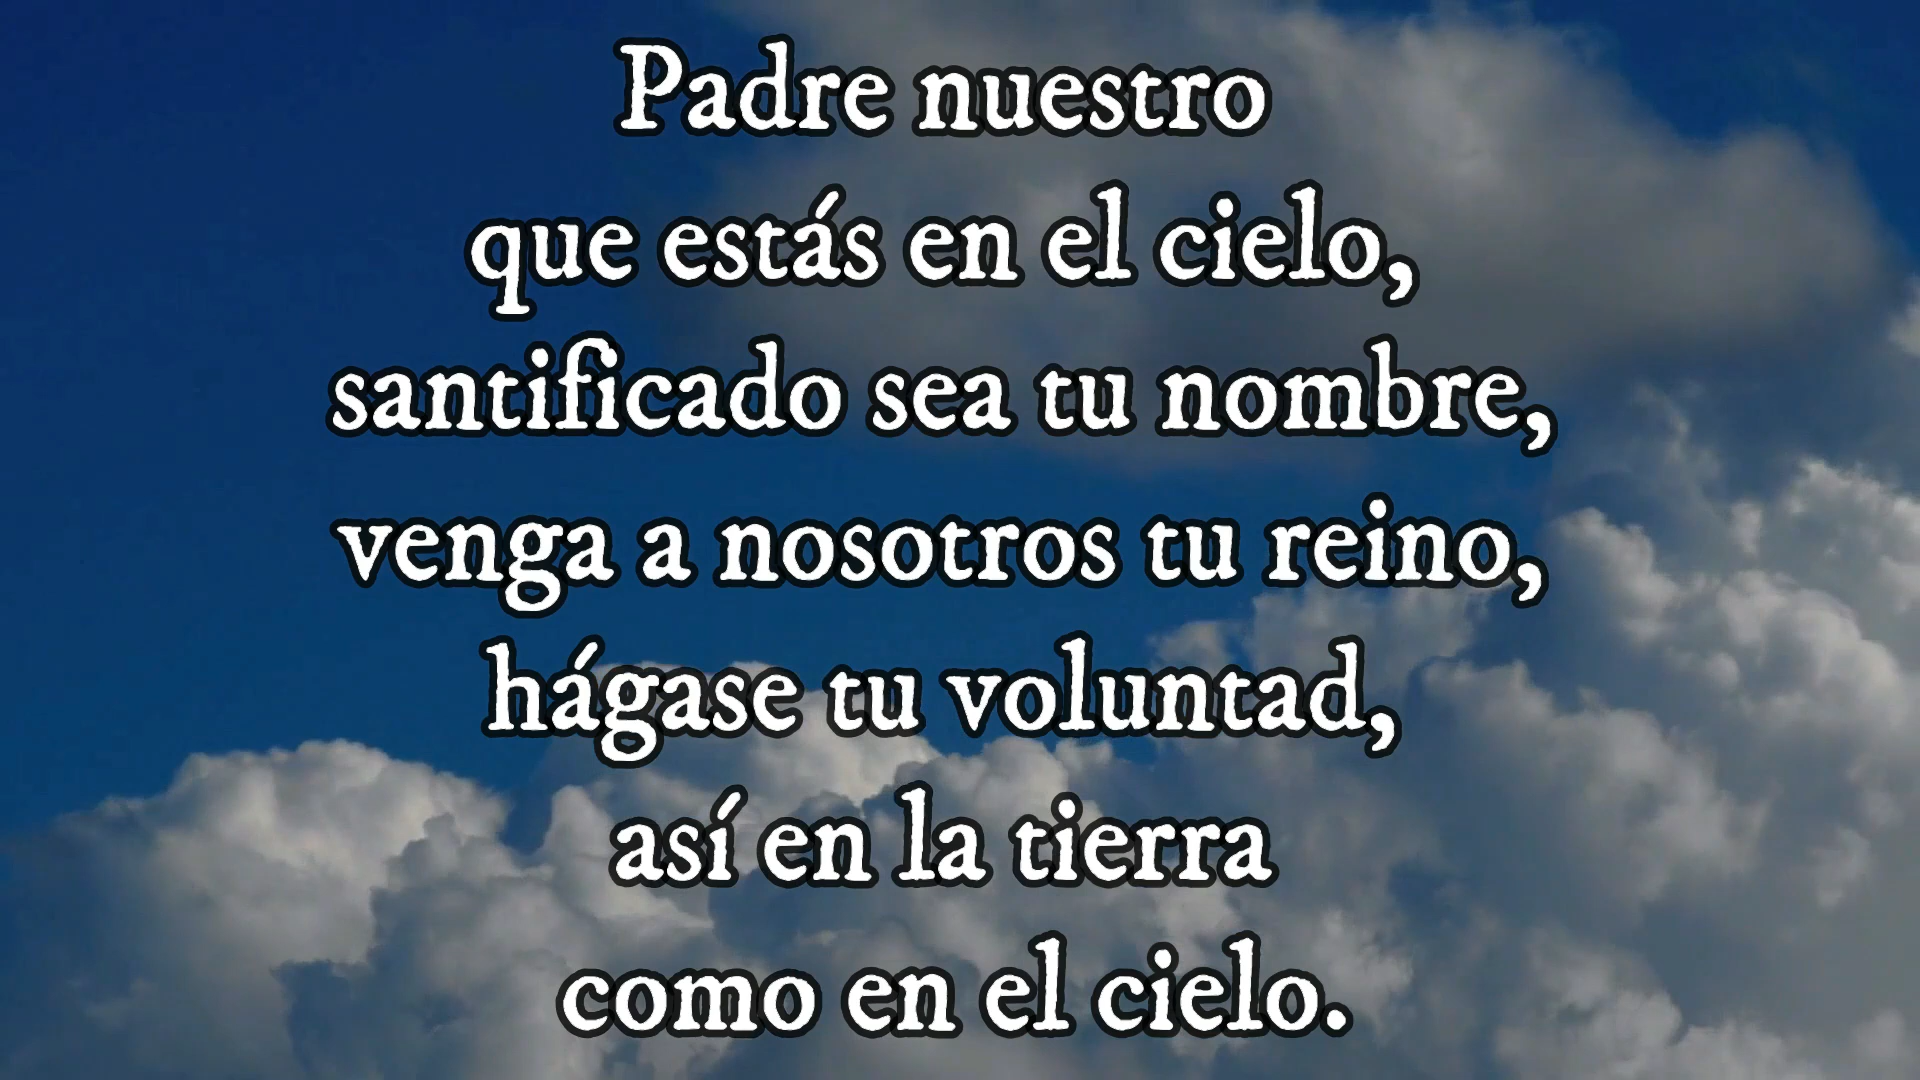 Padre nuestro
que estás en el cielo,
santificado sea tu nombre,
venga a nosotros tu reino,
hágase tu voluntad,
así en la tierra
como en el cielo.